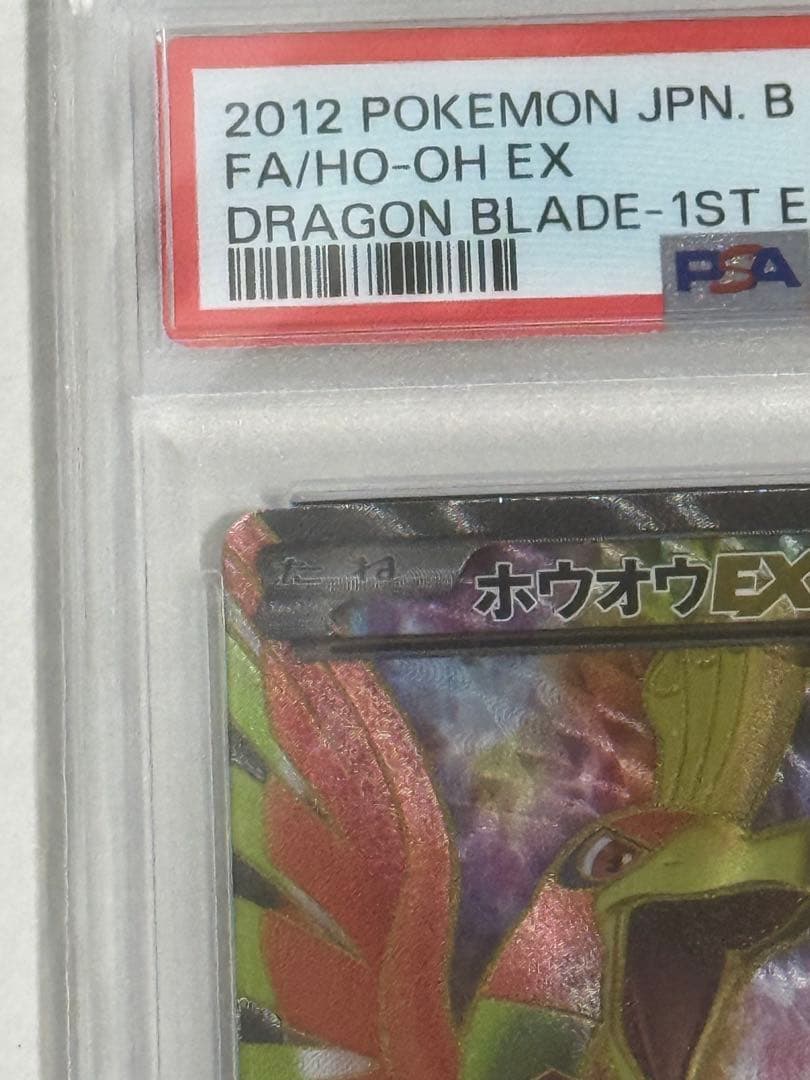 2012 POKEMON JPN. B
FA/HO-OH EX
DRAGON BLADE-1ST E
PSA
たね
ホウオウEX